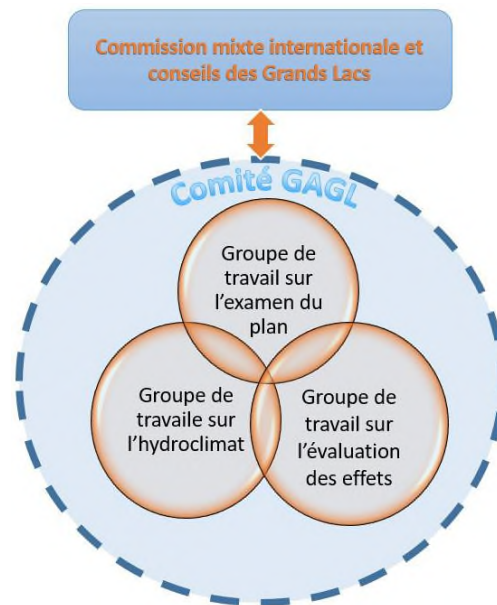 Commission mixte internationale et
conseils des Grands Lacs
Comité GAGL
Groupe de
travail sur
l'examen du
plan
Groupe de
travaile sur
l'hydroclimat
Groupe de
travail sur
l'évaluation
des effets